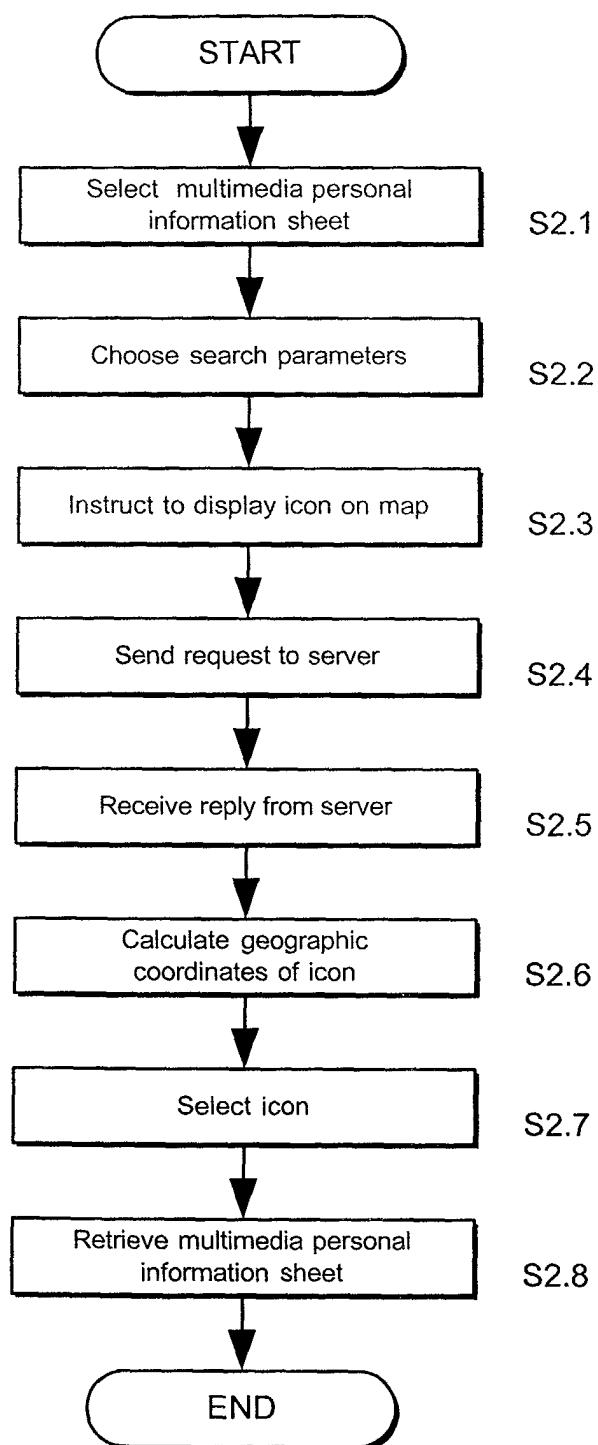 START
Select multimedia personal
information sheet
S2.1
Choose search parameters
S2.2
Instruct to display icon on map
S2.3
Send request to server
S2.4
Receive reply from server
S2.5
Calculate geographic
coordinates of icon
S2.6
Select icon
S2.7
Retrieve multimedia personal
information sheet
S2.8
END